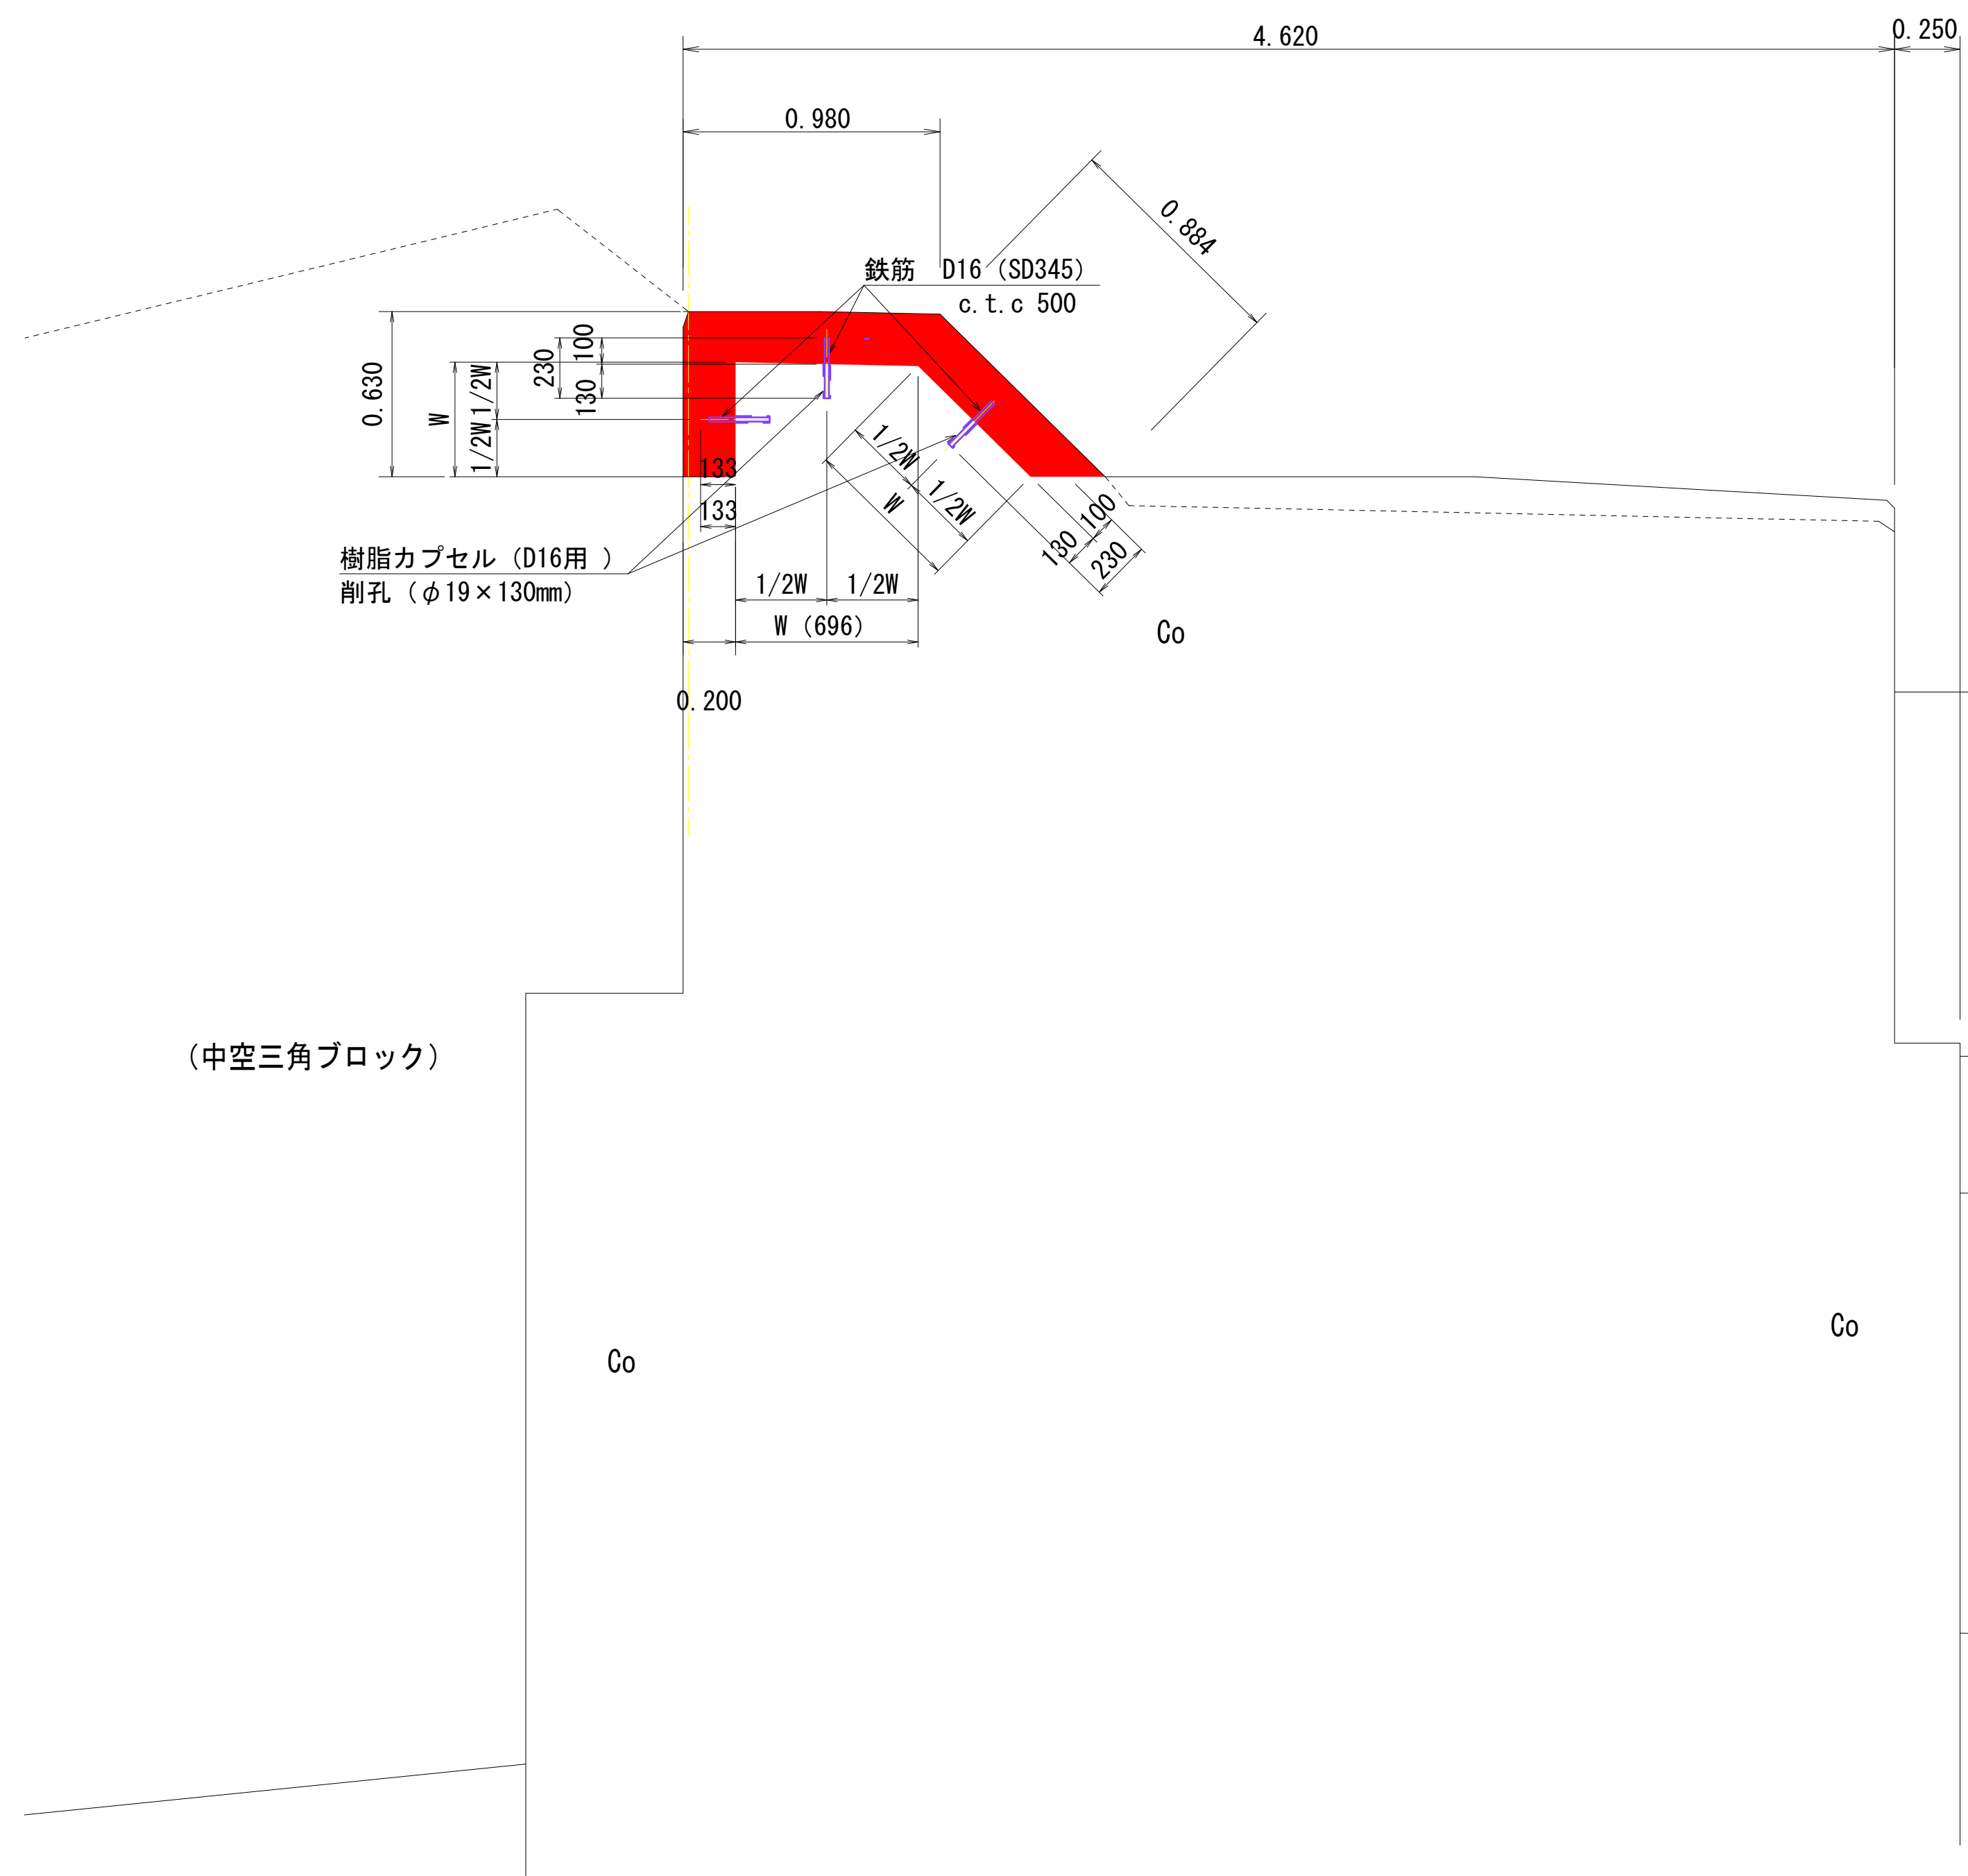 4.620
0.250
0.980
0.884
鉄筋　D16（SD345）
c.t.c 500
0.630
W
1/2W
1/2W
230
100
130
133
133
1/2W
1/2W
W
100
130
230
樹脂カプセル（D16用 ）
削孔（φ19×130mm）
1/2W
1/2W
W（696）
0.200
Co
（中空三角ブロック）
Co
Co